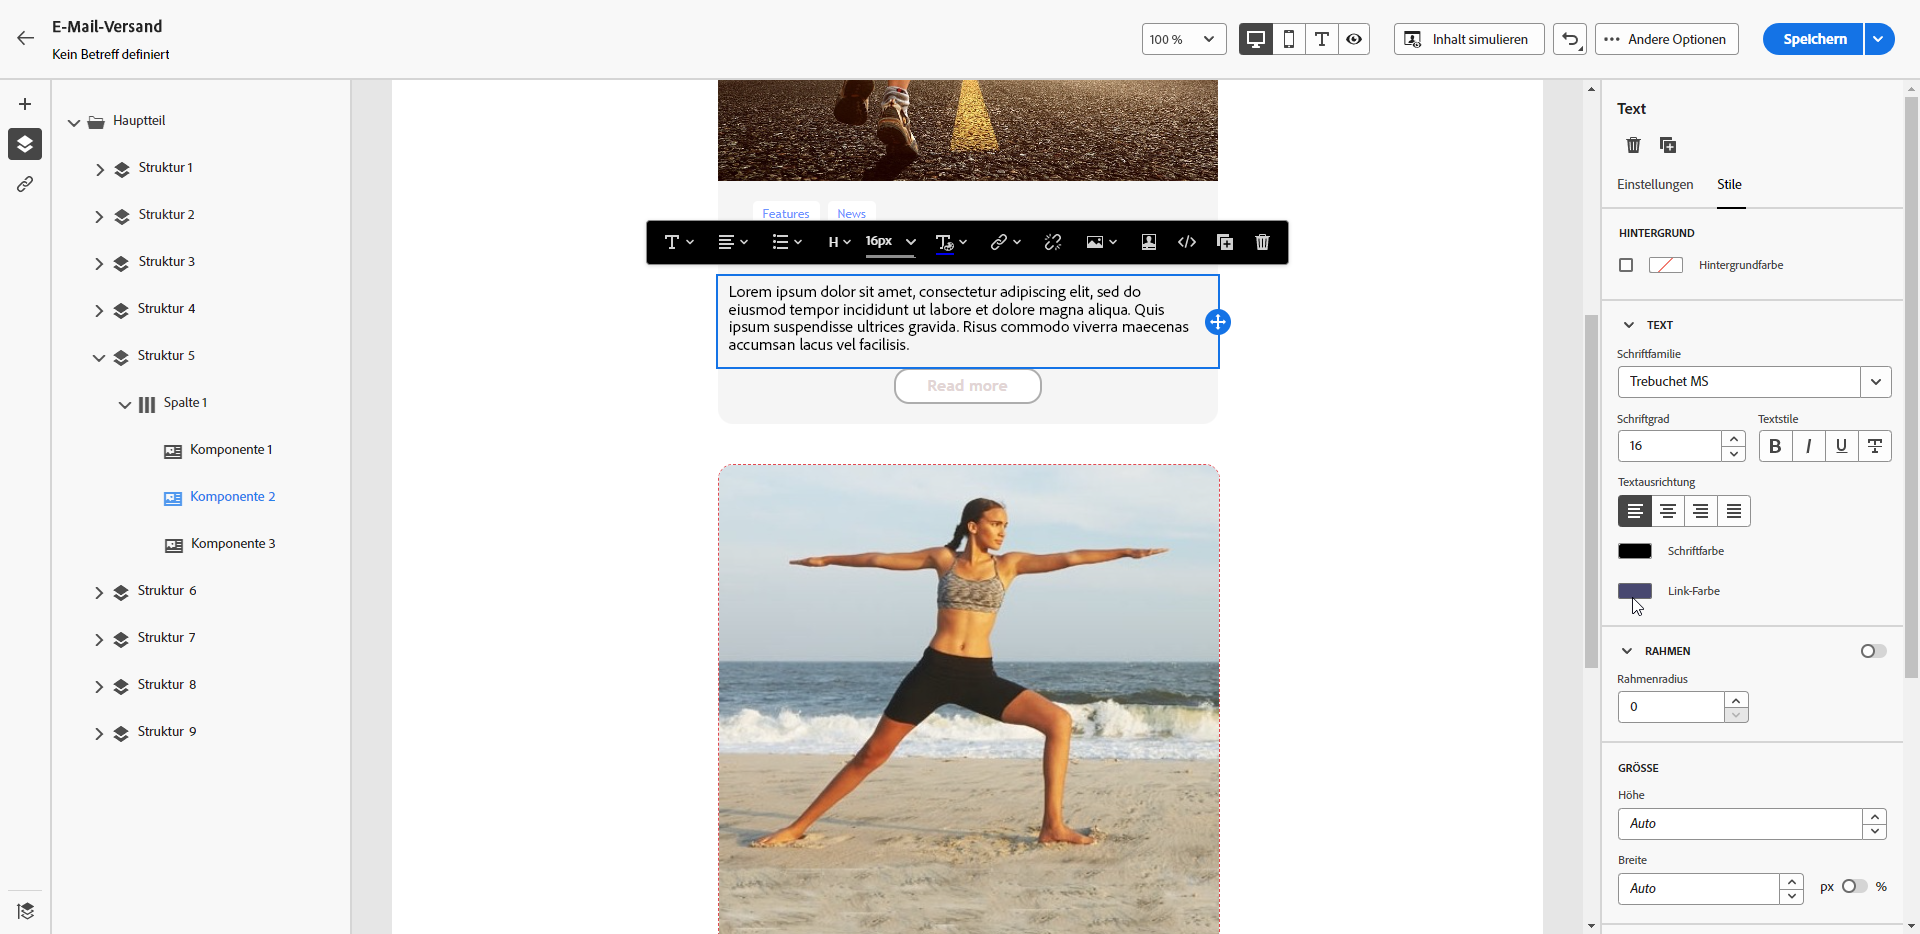 E-Mail-Versand
Kein Betreff definiert
100 %
Inhalt simulieren
Andere Optionen
Speichern
Hauptteil
Struktur 1
Struktur 2
Struktur 3
Struktur 4
Struktur 5
Spalte 1
Komponente 1
Komponente 2
Komponente 3
Struktur 6
Struktur 7
Struktur 8
Struktur 9
Features News
H 16px
Lorem ipsum dolor sit amet, consectetur adipiscing elit, sed do
eiusmod tempor incididunt ut labore et dolore magna aliqua. Quis
ipsum suspendisse ultrices gravida. Risus commodo viverra maecenas
accumsan lacus vel facilisis.
Read more
Text
Einstellungen Stile
HINTERGRUND
Hintergrundfarbe
TEXT
Schriftfamilie
Trebuchet MS
Schriftgrad Textstile
16 B I U T
Textausrichtung
Schriftfarbe
Link-Farbe
RAHMEN
Rahmenradius
0
GRÖSSE
Höhe
Auto
Breite
Auto px %